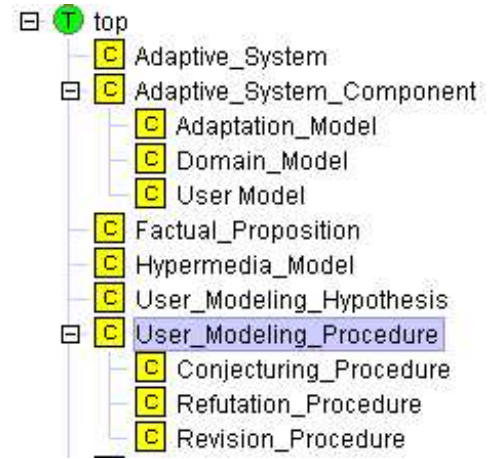 T top
C Adaptive_System
C Adaptive_System_Component
C Adaptation_Model
C Domain_Model
C User Model
C Factual_Proposition
C Hypermedia_Model
C User_Modeling_Hypothesis
C User_Modeling_Procedure
C Conjecturing_Procedure
C Refutation_Procedure
C Revision_Procedure